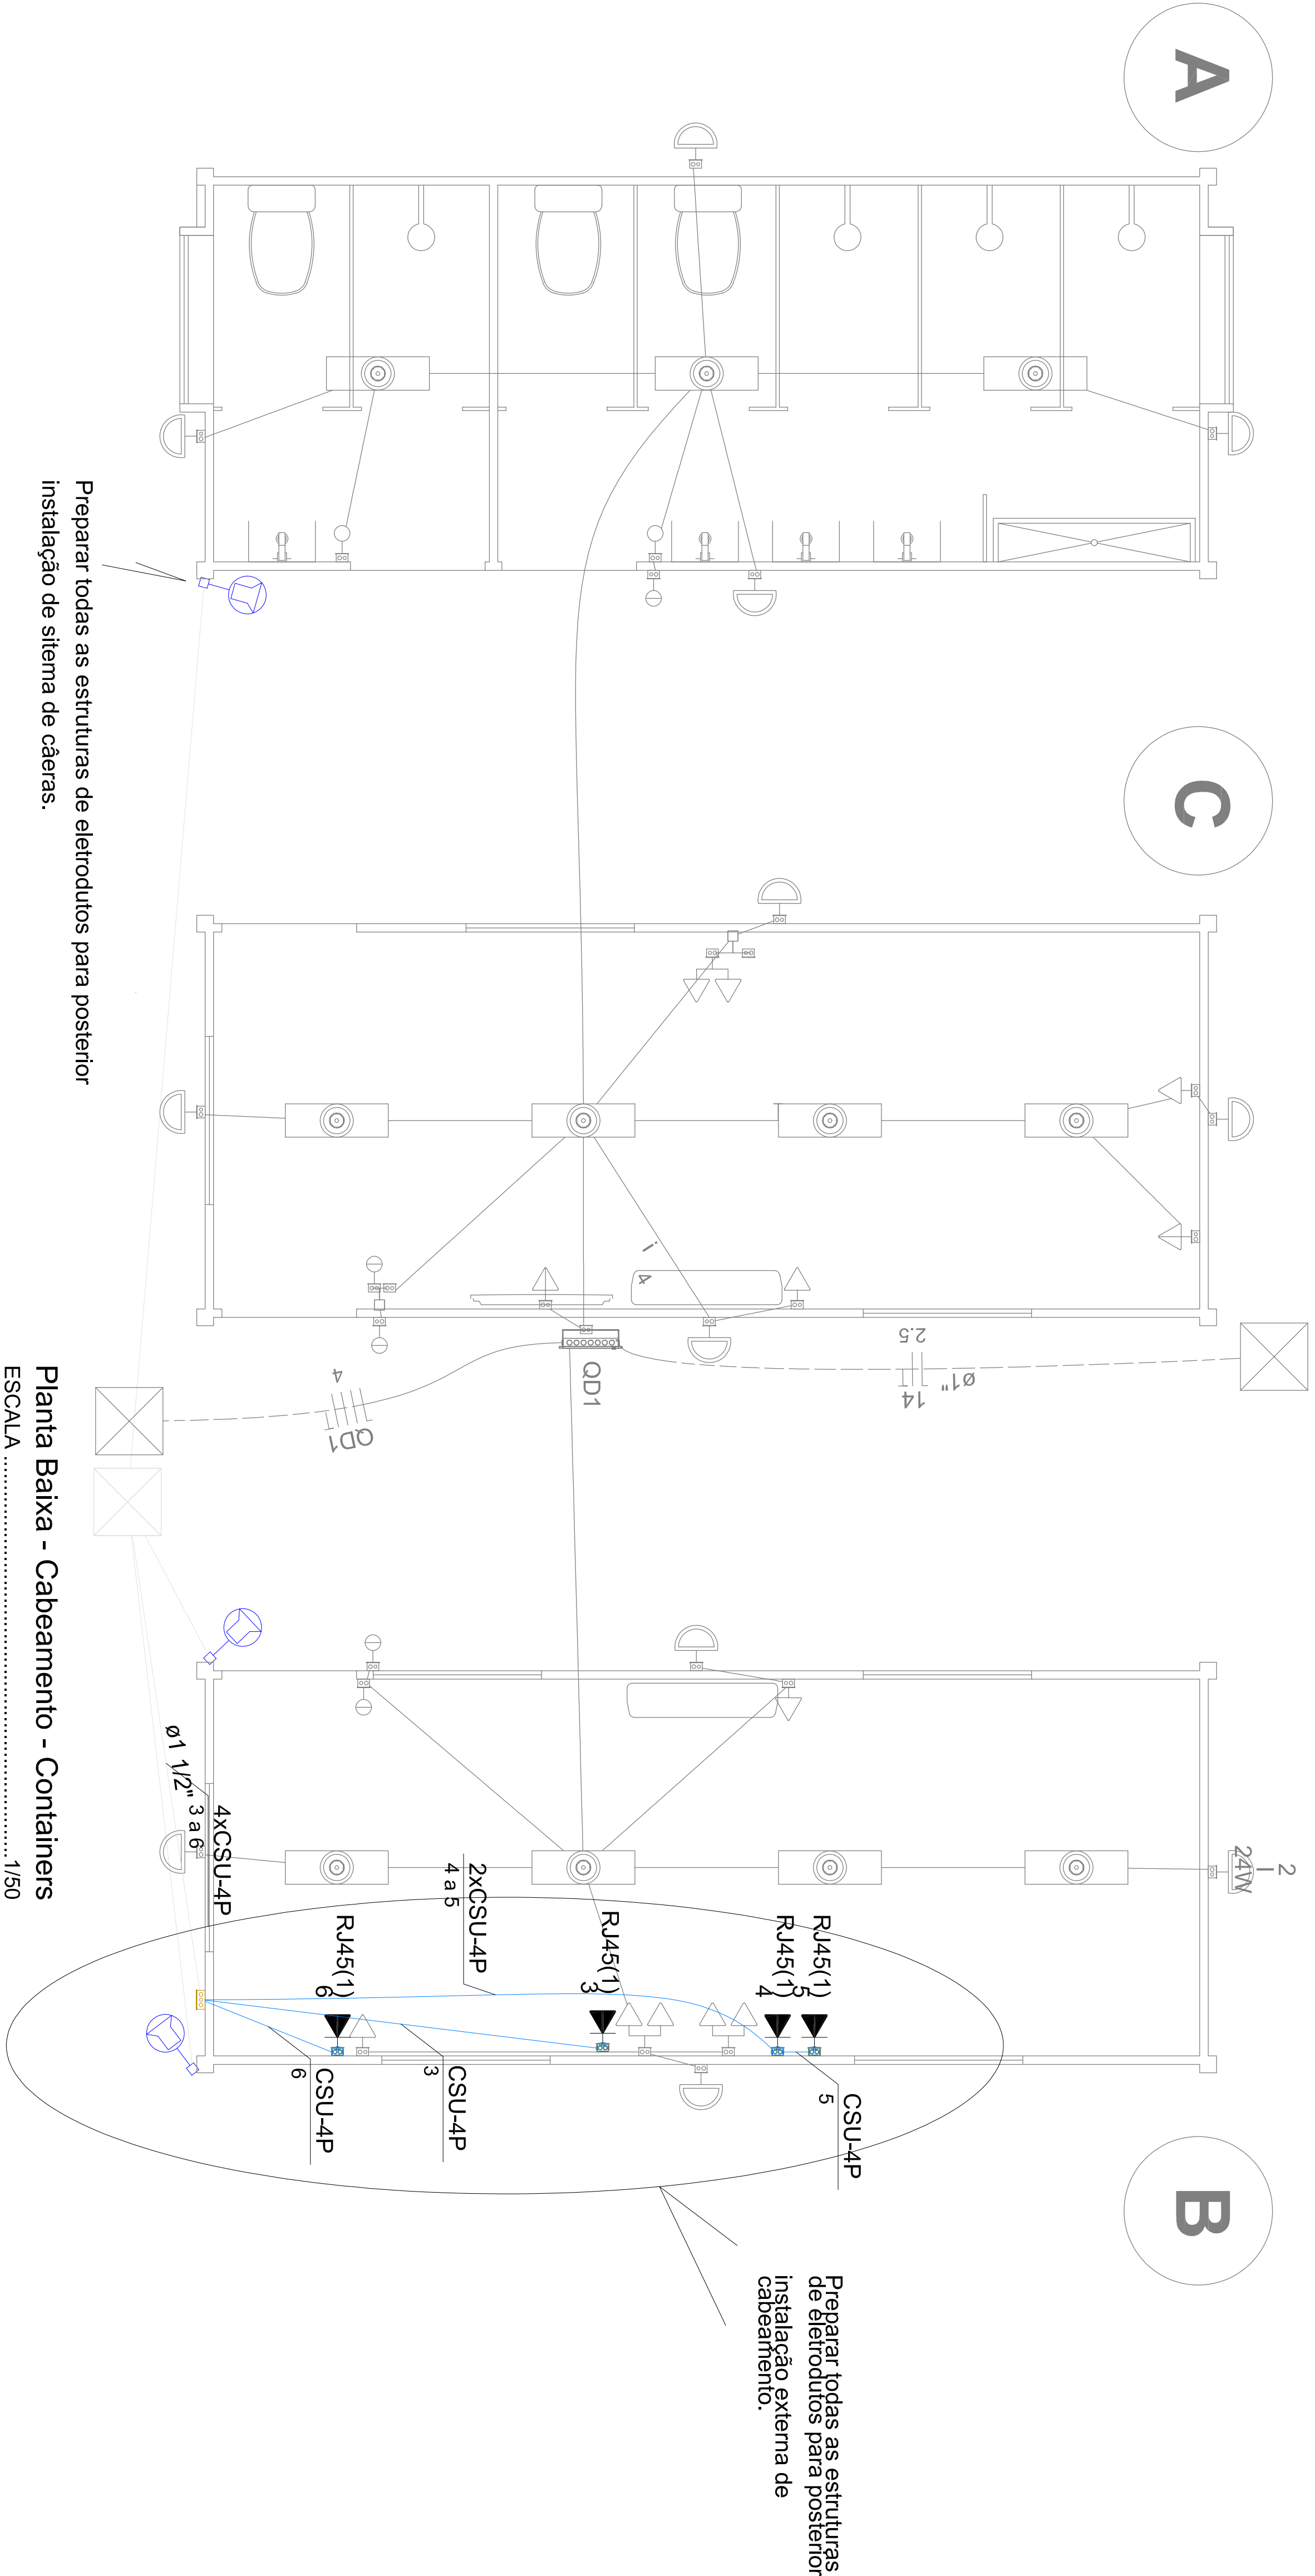 A
C
B
Preparar todas as estruturas de eletrodutos para posterior
instalação de sitema de câeras.
i
4
QD1
2.5
14
ø1"
4
QD1
2
I
24W
ø1 1/2"
4xCSU-4P
3 a 6
2xCSU-4P
4 a 5
RJ45(1)
6
RJ45(1)
3
RJ45(1)
4
RJ45(1)
5
CSU-4P
6
CSU-4P
3
CSU-4P
5
Preparar todas as estruturas
de eletrodutos para posterior
instalação externa de
cabeamento.
Planta Baixa - Cabeamento - Containers
ESCALA ........................................................1/50